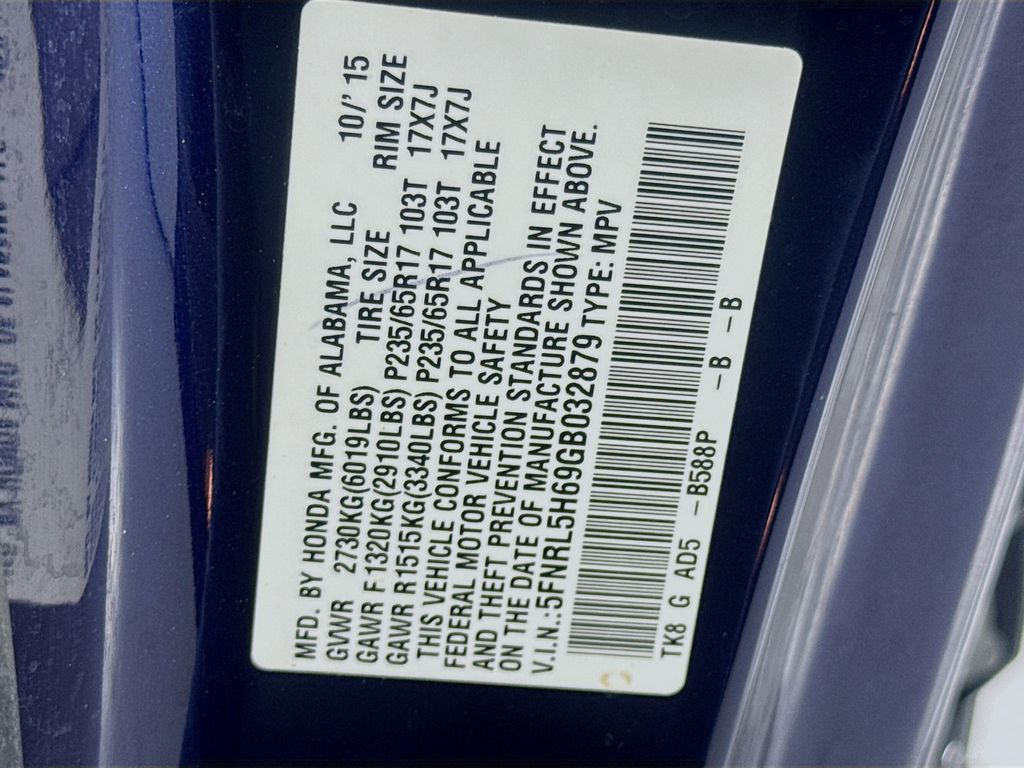 MFD. BY HONDA MFG. OF ALABAMA, LLC 10/' 15
GVWR 2730KG(6019LBS) TIRE SIZE RIM SIZE
GAWR F 1320KG(2910LBS) P235/65R17 103T 17X7J
GAWR R 1515KG(3340LBS) P235/65R17 103T 17X7J
THIS VEHICLE CONFORMS TO ALL APPLICABLE
FEDERAL MOTOR VEHICLE SAFETY
AND THEFT PREVENTION STANDARDS IN EFFECT
ON THE DATE OF MANUFACTURE SHOWN ABOVE.
V.I.N.:5FNRL5H69GB032879 TYPE: MPV
TK8 G AD5 –B588P –B –B